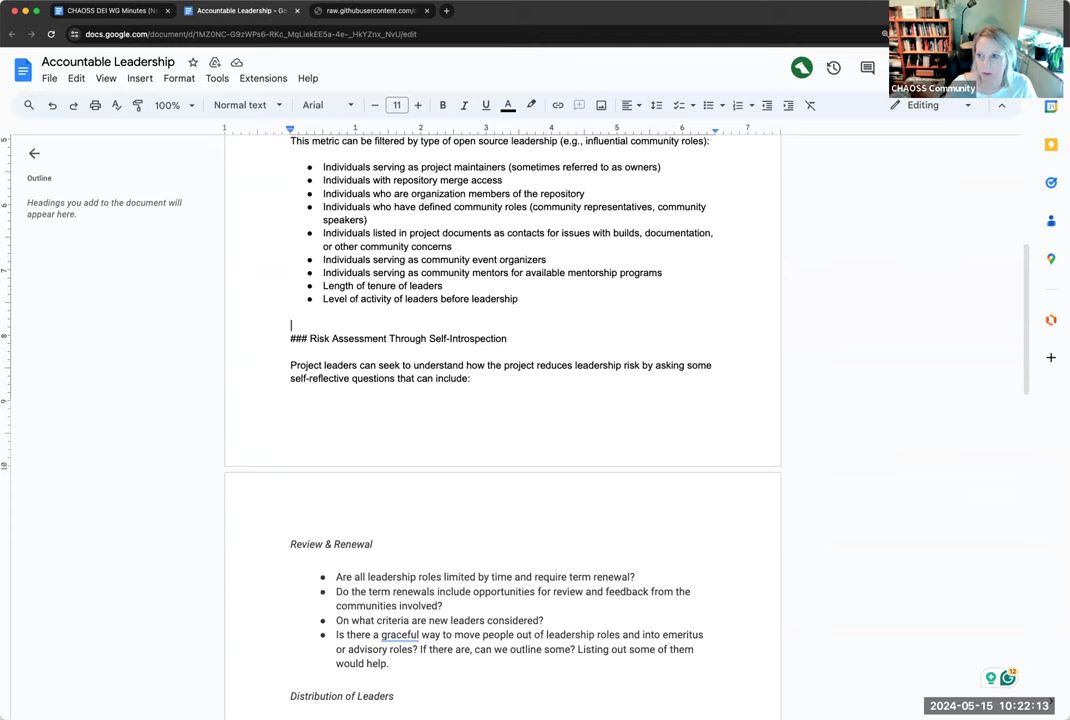 CHAOSS DEI WG Minutes (N
Accountable Leadership - Go
raw.githubusercontent.com/c
docs.google.com/document/d/1MZ0NC-G9zWPs6-RKc_MqLiekEE5a-4e-_HkYZnx_NvU/edit
Accountable Leadership
File Edit View Insert Format Tools Extensions Help
CHAOSS Community
100% Normal text Arial 11 B I U A Editing
1 1 2 3 4 5 6 7
This metric can be filtered by type of open source leadership (e.g., influential community roles):
● Individuals serving as project maintainers (sometimes referred to as owners)
● Individuals with repository merge access
● Individuals who are organization members of the repository
● Individuals who have defined community roles (community representatives, community
speakers)
● Individuals listed in project documents as contacts for issues with builds, documentation,
or other community concerns
● Individuals serving as community event organizers
● Individuals serving as community mentors for available mentorship programs
● Length of tenure of leaders
● Level of activity of leaders before leadership
Outline
Headings you add to the document will
appear here.
### Risk Assessment Through Self-Introspection
Project leaders can seek to understand how the project reduces leadership risk by asking some
self-reflective questions that can include:
Review & Renewal
● Are all leadership roles limited by time and require term renewal?
● Do the term renewals include opportunities for review and feedback from the
communities involved?
● On what criteria are new leaders considered?
● Is there a graceful way to move people out of leadership roles and into emeritus
or advisory roles? If there are, can we outline some? Listing out some of them
would help.
Distribution of Leaders
12
2024-05-15 10:22:13